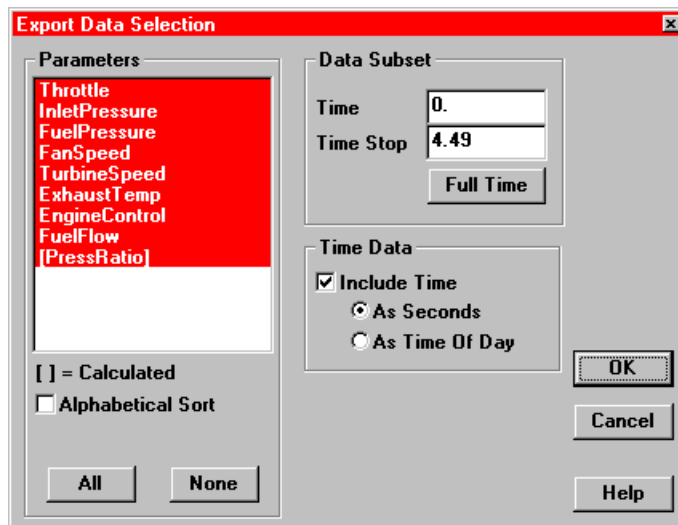 Export Data Selection
Parameters
Throttle
InletPressure
FuelPressure
FanSpeed
TurbineSpeed
ExhaustTemp
EngineControl
FuelFlow
[PressRatio]
[ ] = Calculated
Alphabetical Sort
All None
Data Subset
Time 0.
Time Stop 4.49
Full Time
Time Data
Include Time
As Seconds
As Time Of Day
OK
Cancel
Help